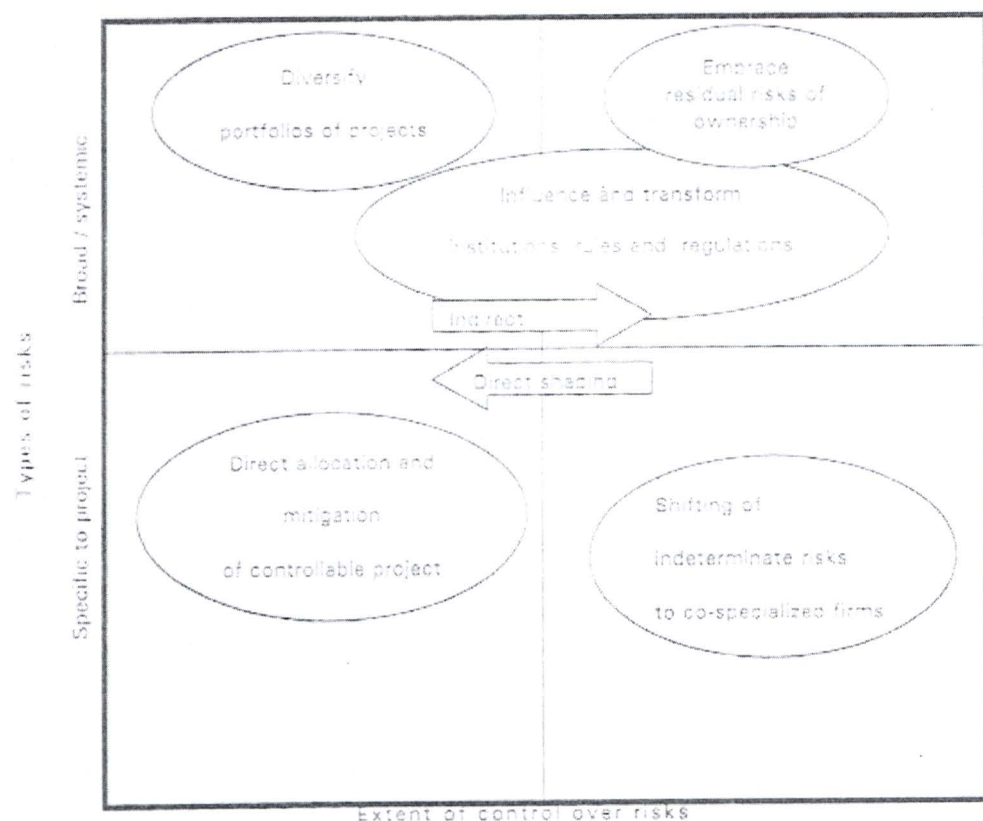 Diversify
portfolios of projects
Embrace
residual risks of
ownership
Influence and transform
institutions, rules and regulations
Indirect
Direct shaping
Direct allocation and
mitigation
of controllable project
Shifting of
indeterminate risks
to co-specialized firms
Broad / systemic
Types of risks
Specific to project
Extent of control over risks